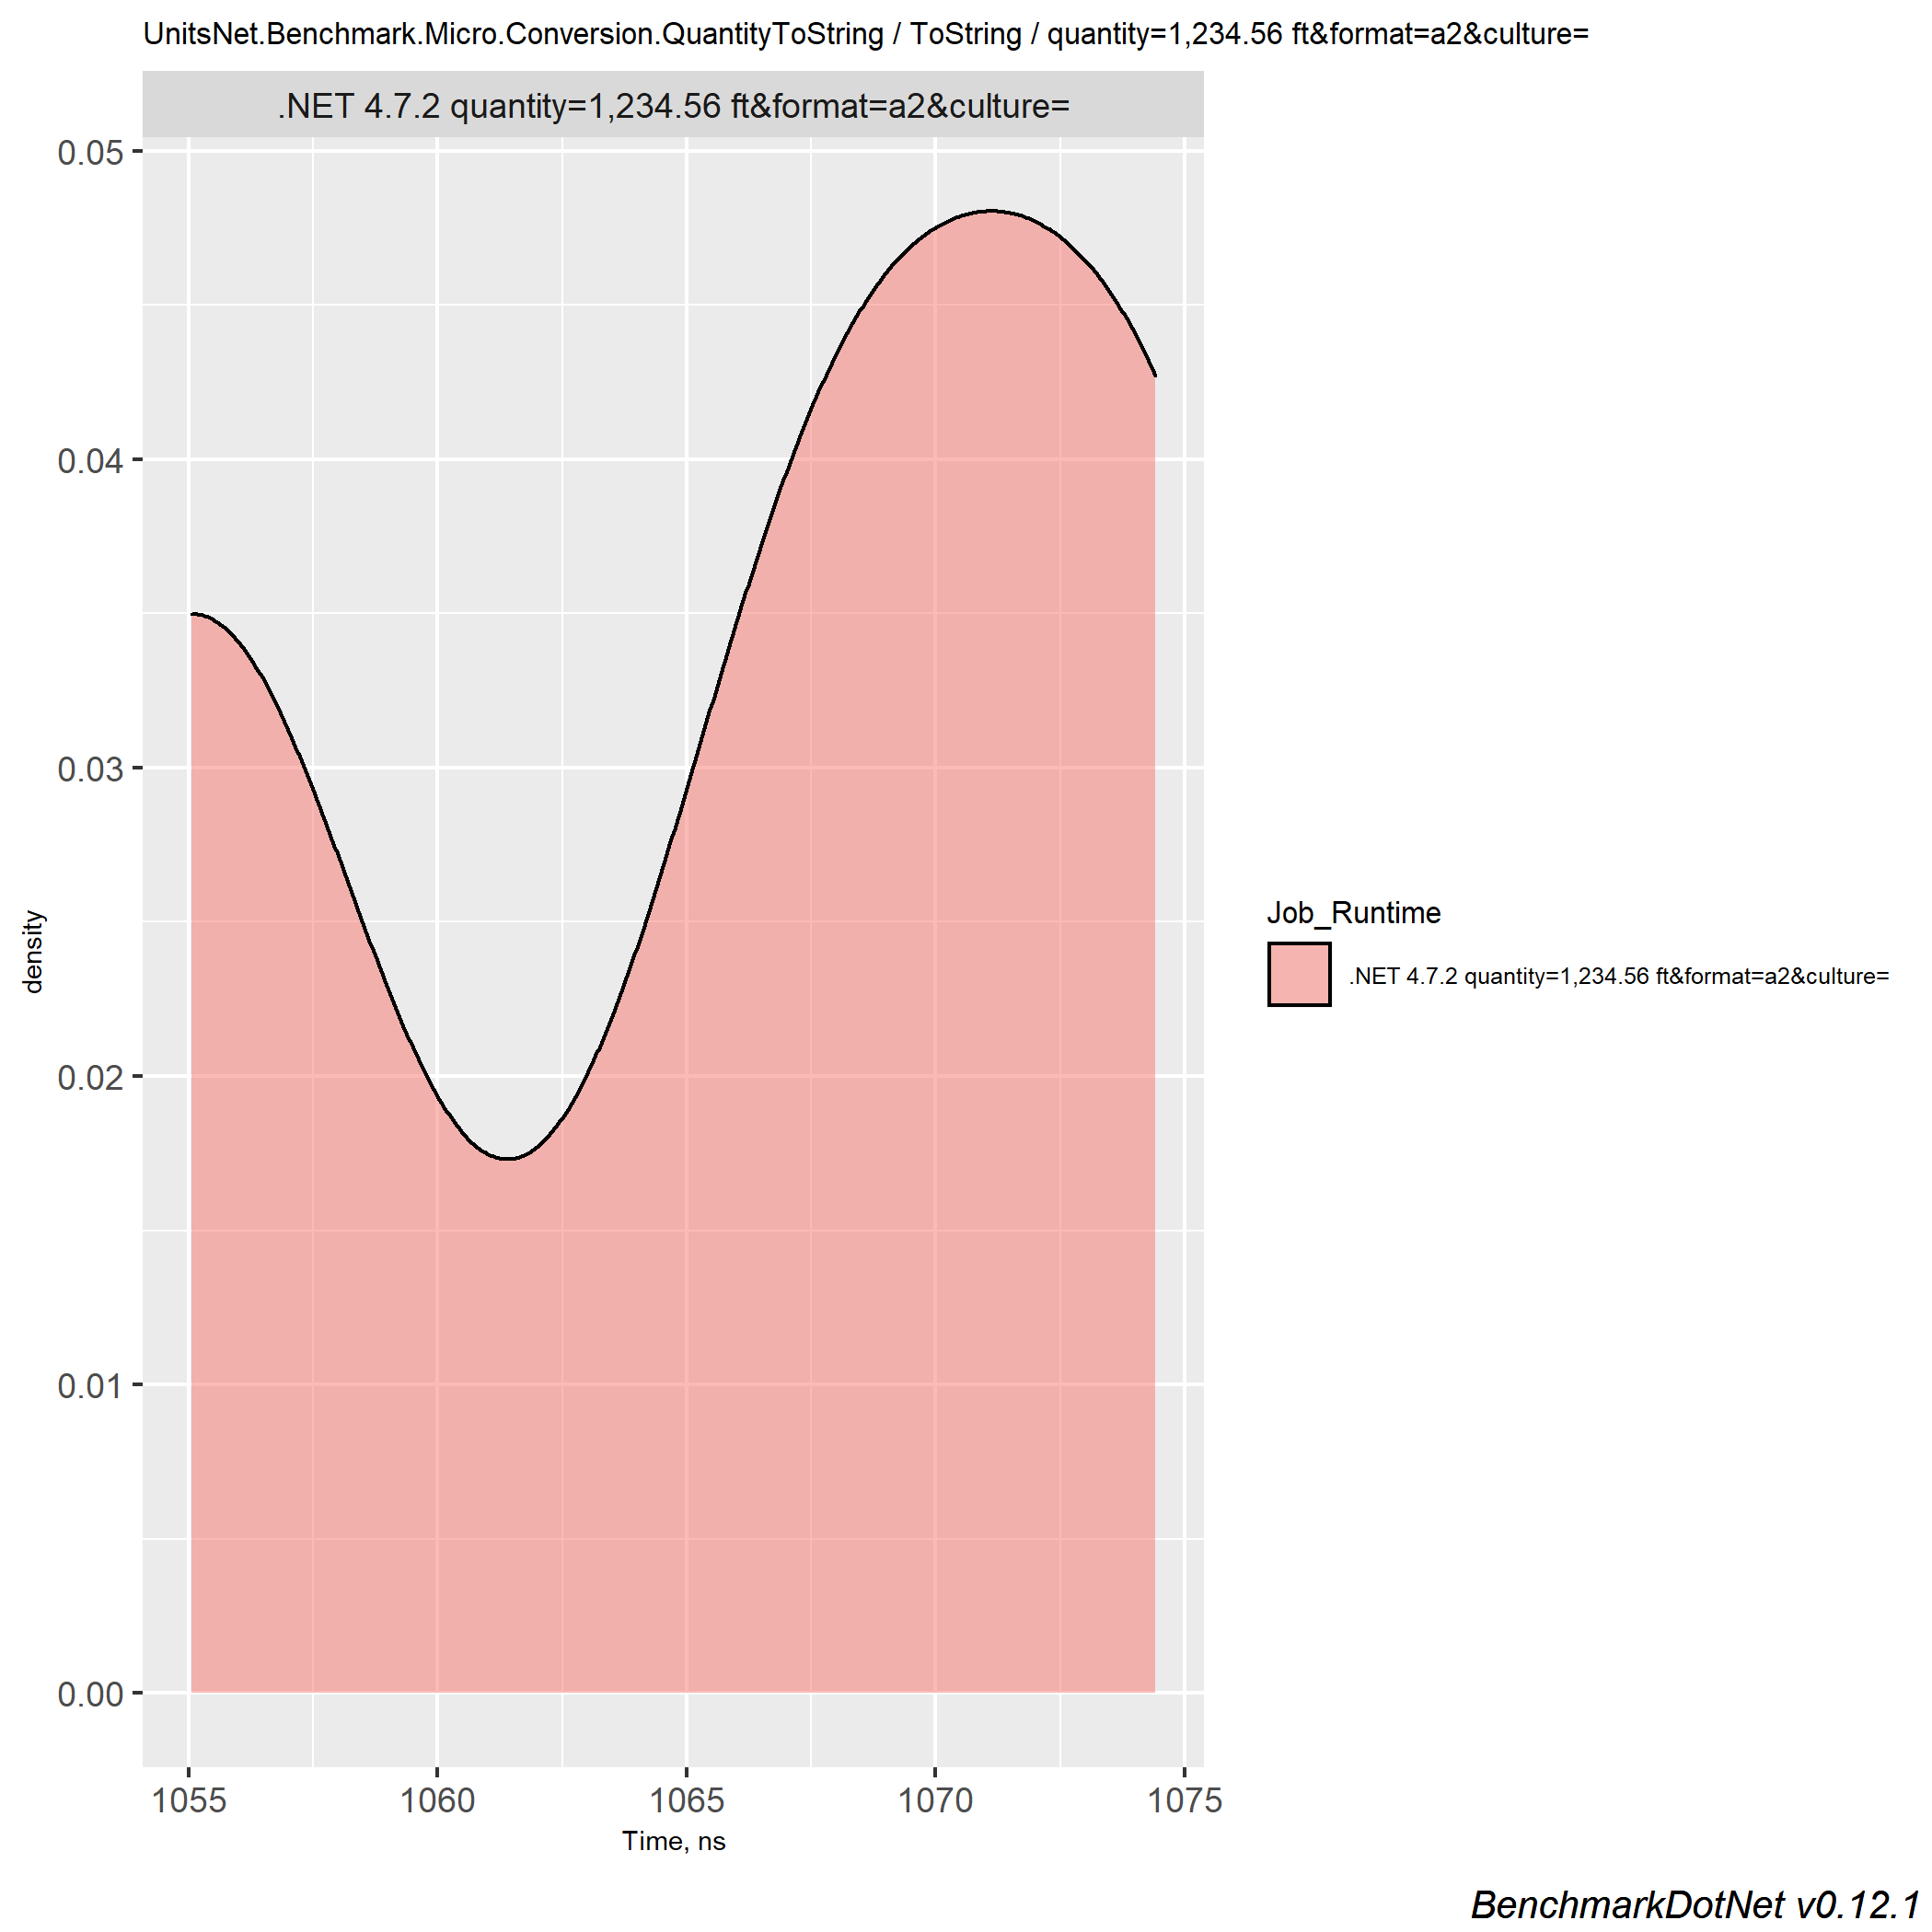 UnitsNet.Benchmark.Micro.Conversion.QuantityToString / ToString / quantity=1,234.56 ft&format=a2&culture=
.NET 4.7.2 quantity=1,234.56 ft&format=a2&culture=
0.05
0.04
0.03
0.02
0.01
0.00
density
1055 1060 1065 1070 1075
Time, ns
Job_Runtime
.NET 4.7.2 quantity=1,234.56 ft&format=a2&culture=
BenchmarkDotNet v0.12.1